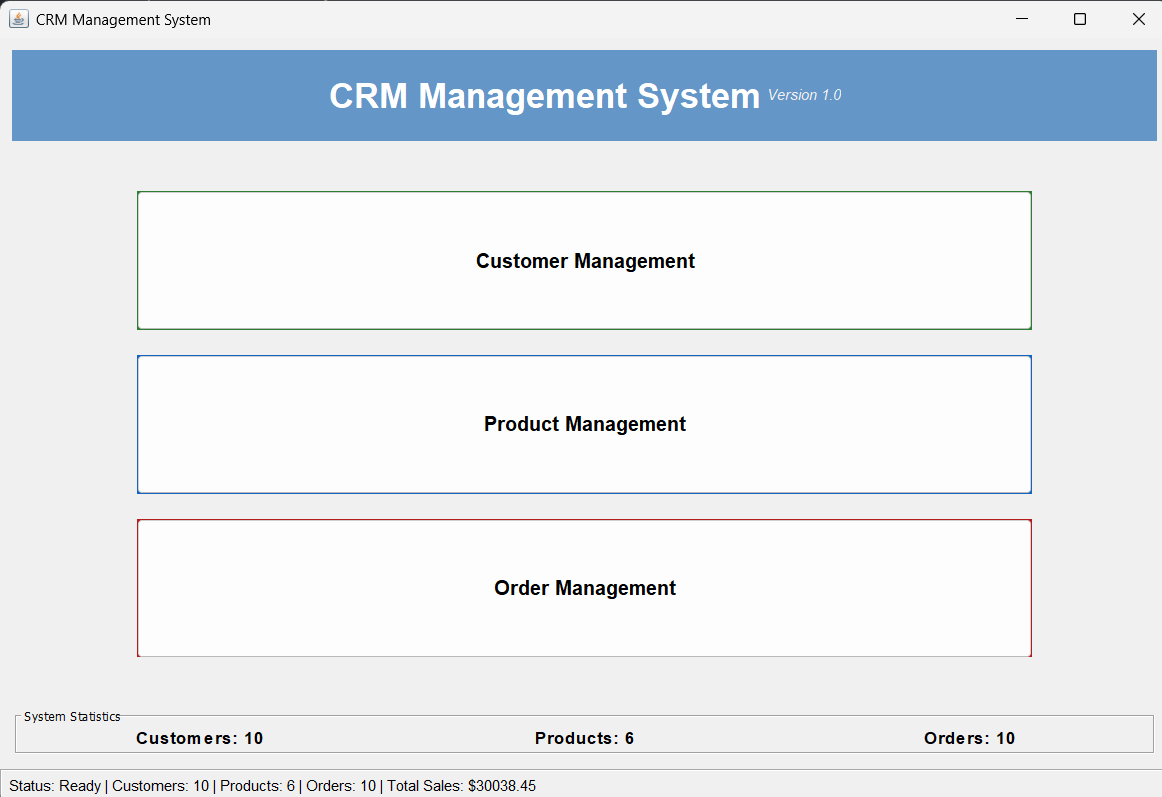 CRM Management System
CRM Management System Version 1.0
Customer Management
Product Management
Order Management
System Statistics
Customers: 10 Products: 6 Orders: 10
Status: Ready | Customers: 10 | Products: 6 | Orders: 10 | Total Sales: $30038.45